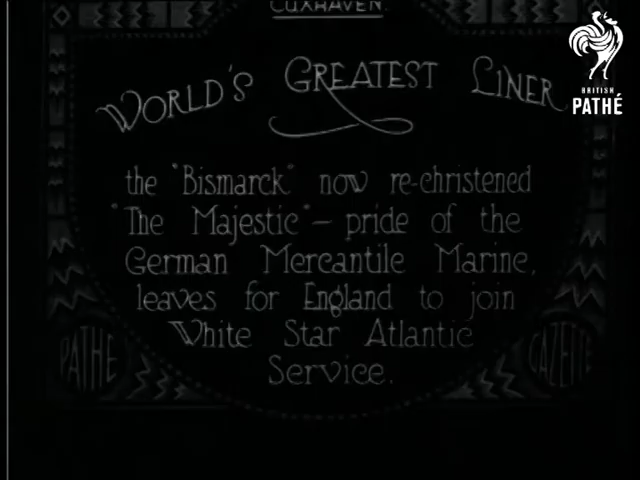 CUXHAVEN.
WORLD'S GREATEST LINER
the "Bismarck" now re-christened
"The Majestic" – pride of the
German Mercantile Marine,
leaves for England to join
White Star Atlantic
Service.
PATHE
GAZETTE
BRITISH
PATHÉ